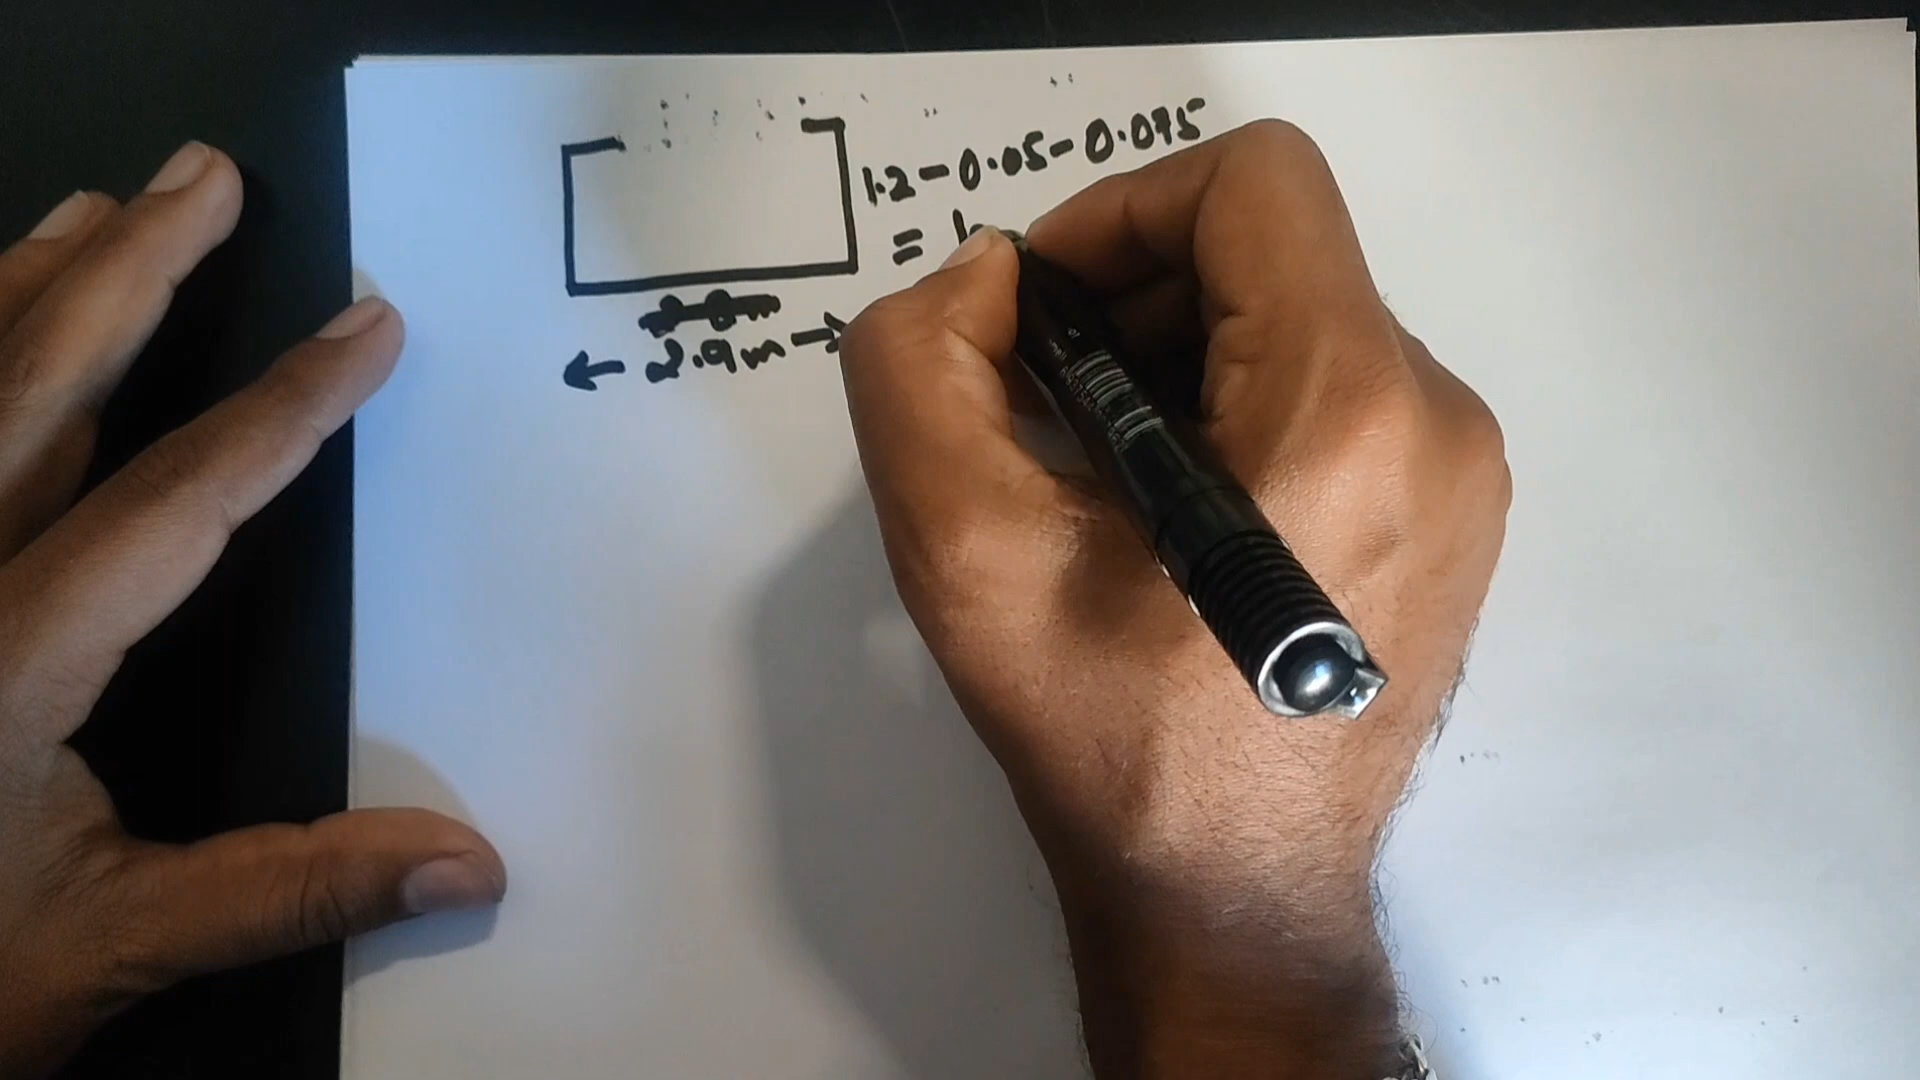 1.2-0.05-0.075
=
← 2.9m →